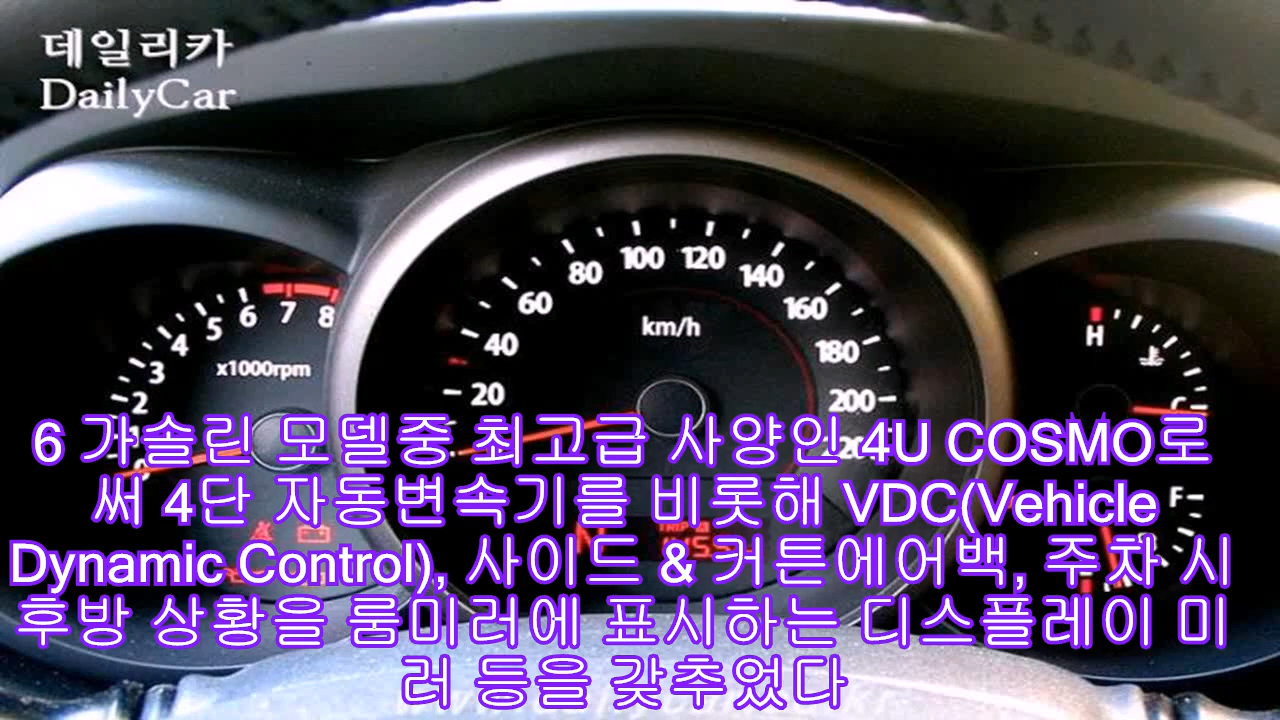 데일리카
DailyCar
80 100 120 140
60 160
40 180
20 200
km/h
6 7 8
5
4
3
2
x1000rpm
H
F
6 가솔린 모델중 최고급 사양인 4U COSMO로
써 4단 자동변속기를 비롯해 VDC(Vehicle
Dynamic Control), 사이드 & 커튼에어백, 주차 시
후방 상황을 룸미러에 표시하는 디스플레이 미
러 등을 갖추었다